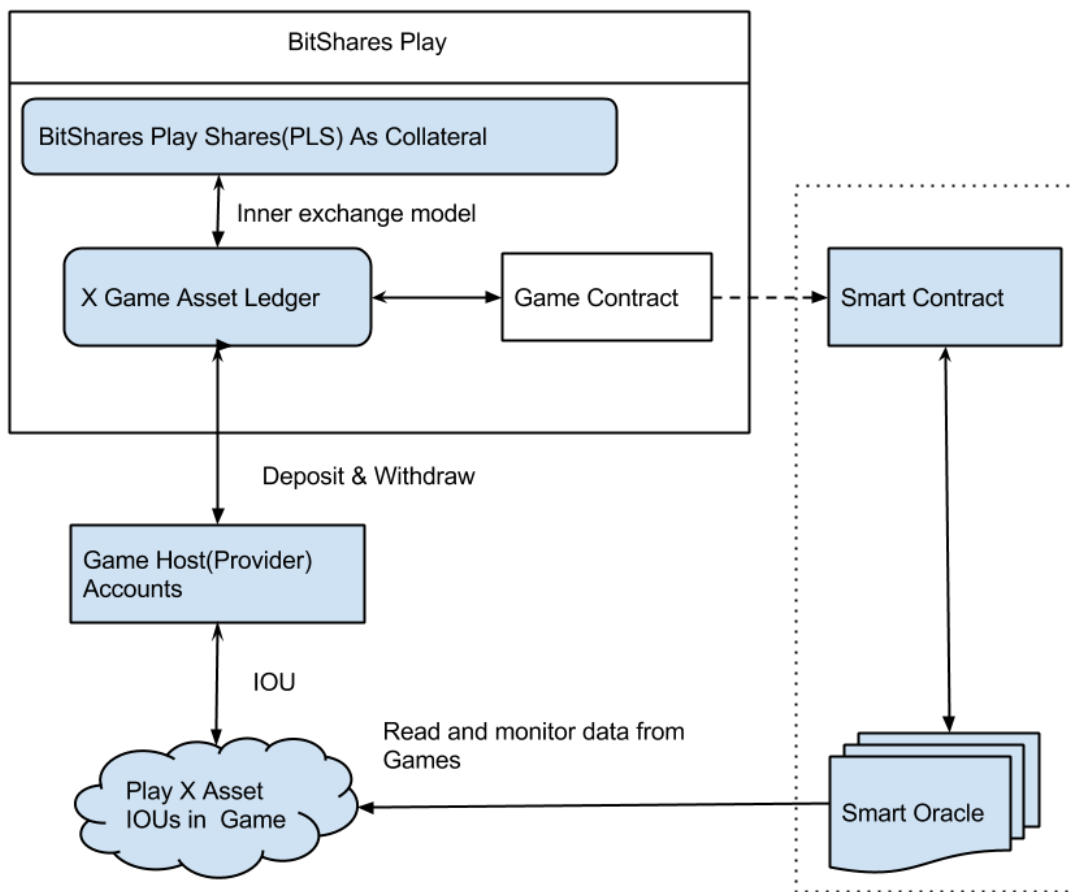 BitShares Play
BitShares Play Shares(PLS) As Collateral
Inner exchange model
X Game Asset Ledger
Game Contract
Smart Contract
Deposit & Withdraw
Game Host(Provider)
Accounts
IOU
Read and monitor data from
Games
Play X Asset
IOUs in  Game
Smart Oracle